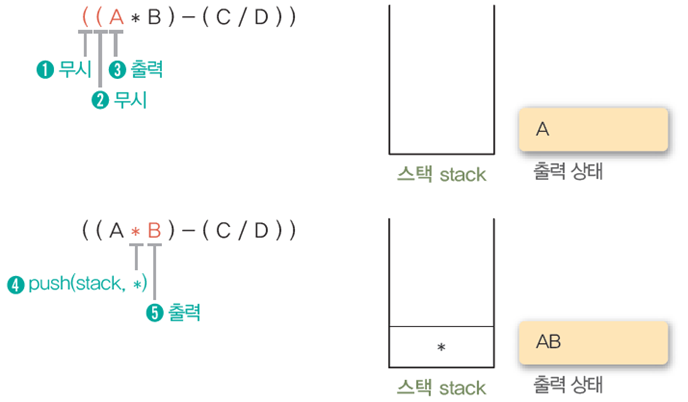 ((A*B)-(C/D))
❶ 무시 ❸ 출력
❷ 무시
A
스택 stack 출력 상태
((A*B)-(C/D))
❹ push(stack, *)
❺ 출력
*
AB
스택 stack 출력 상태